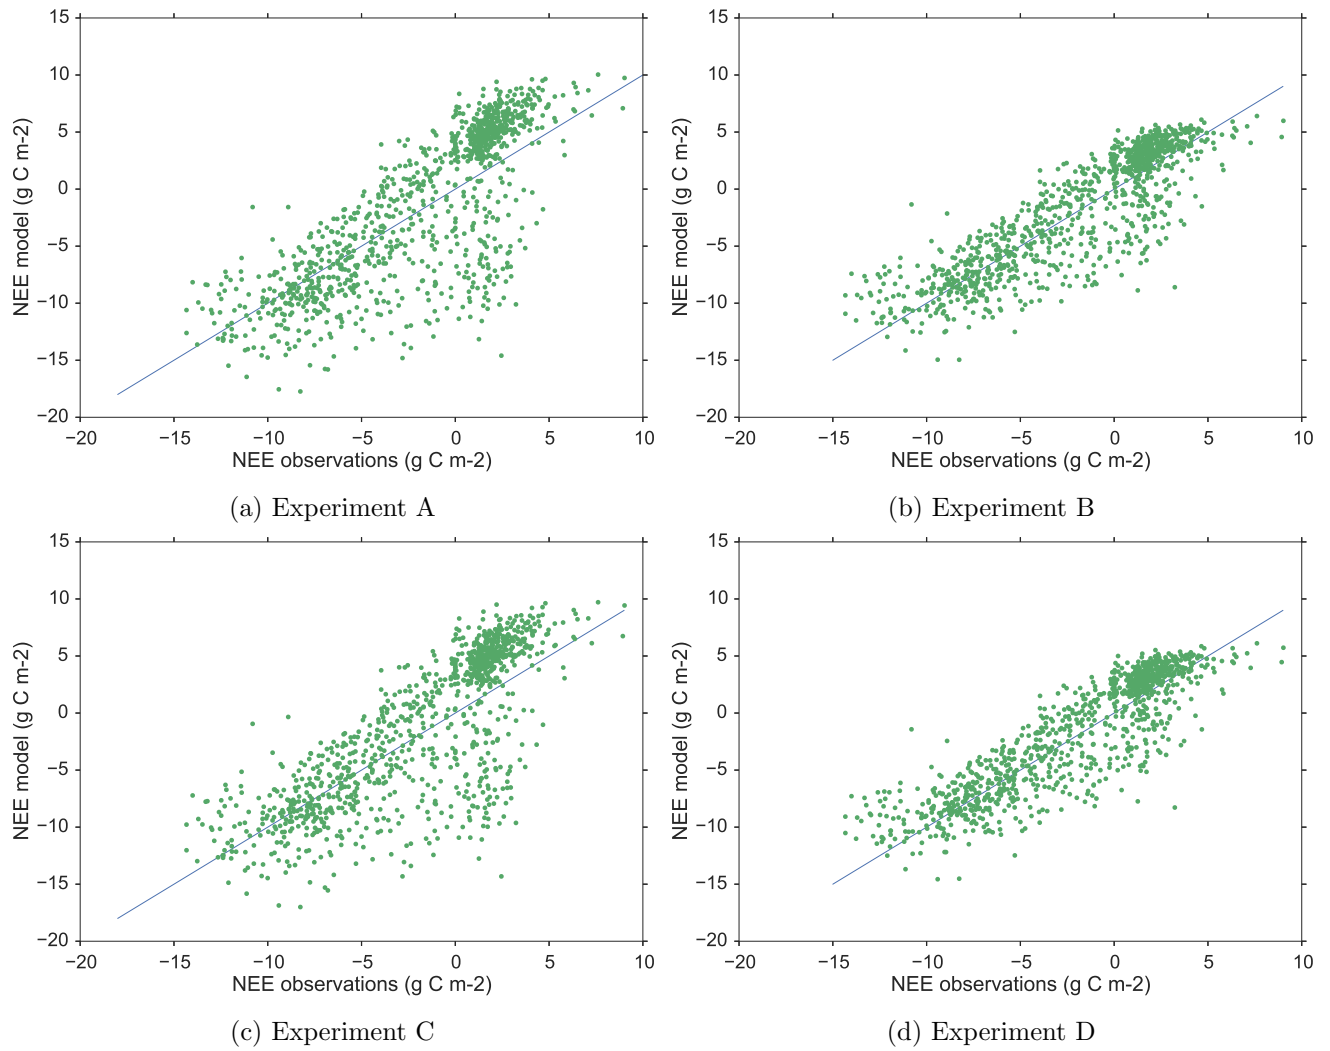 15
10
5
0
−5
−10
−15
−20
−20 −15 −10 −5 0 5 10
NEE model (g C m-2)
NEE observations (g C m-2)
(a) Experiment A
15
10
5
0
−5
−10
−15
−20
−20 −15 −10 −5 0 5 10
NEE model (g C m-2)
NEE observations (g C m-2)
(b) Experiment B
15
10
5
0
−5
−10
−15
−20
−20 −15 −10 −5 0 5 10
NEE model (g C m-2)
NEE observations (g C m-2)
(c) Experiment C
15
10
5
0
−5
−10
−15
−20
−20 −15 −10 −5 0 5 10
NEE model (g C m-2)
NEE observations (g C m-2)
(d) Experiment D